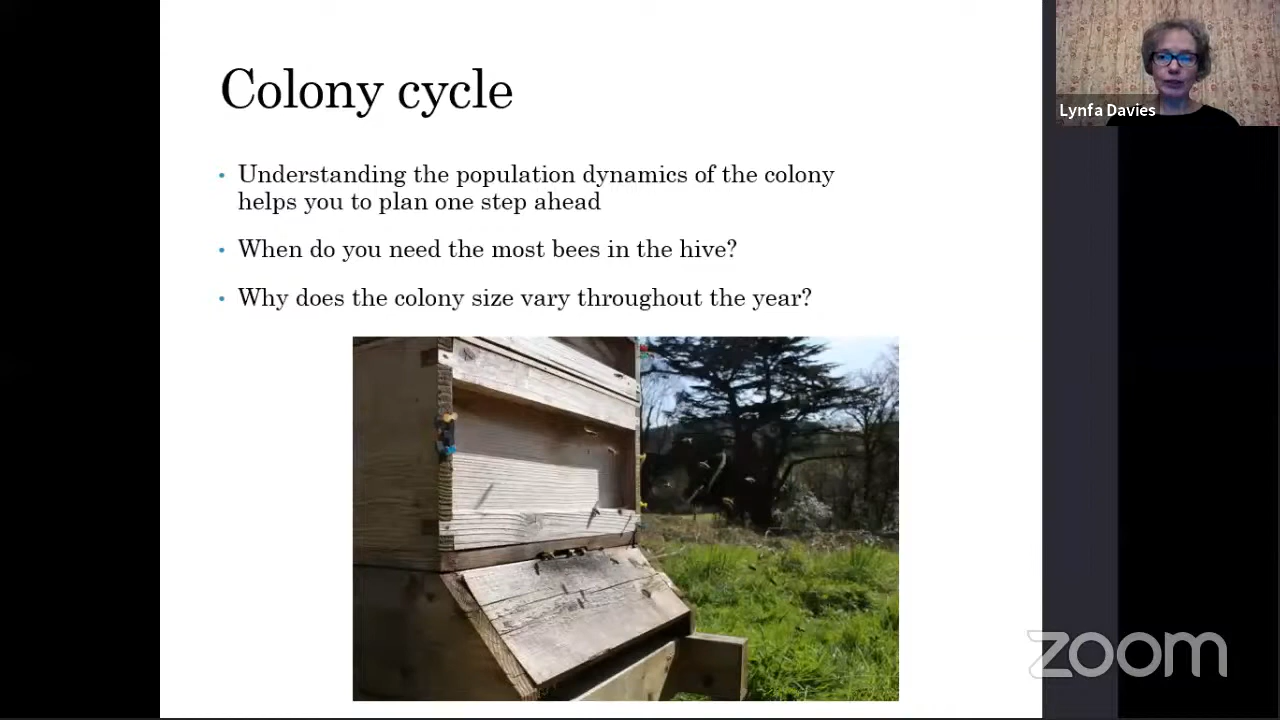 Colony cycle
• Understanding the population dynamics of the colony
helps you to plan one step ahead
• When do you need the most bees in the hive?
• Why does the colony size vary throughout the year?
Lynfa Davies
zoom